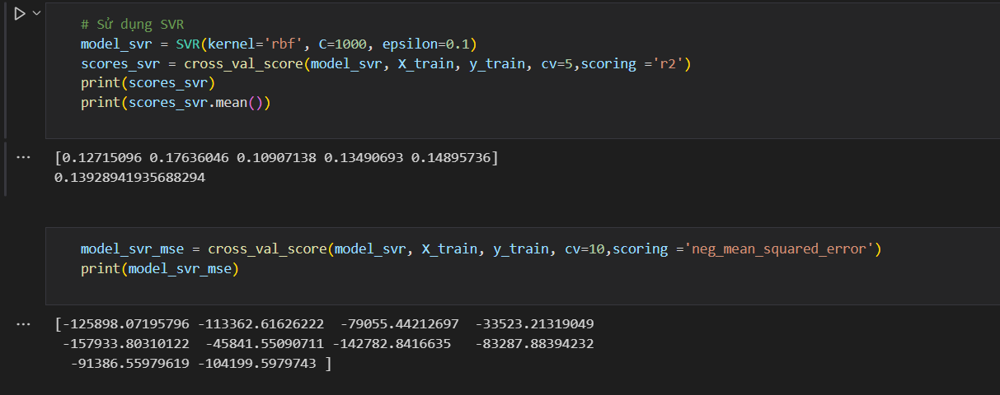 # Sử dụng SVR
model_svr = SVR(kernel='rbf', C=1000, epsilon=0.1)
scores_svr = cross_val_score(model_svr, X_train, y_train, cv=5,scoring ='r2')
print(scores_svr)
print(scores_svr.mean())
[0.12715096 0.17636046 0.10907138 0.13490693 0.14895736]
0.13928941935688294
model_svr_mse = cross_val_score(model_svr, X_train, y_train, cv=10,scoring ='neg_mean_squared_error')
print(model_svr_mse)
[-125898.07195796 -113362.61626222  -79055.44212697  -33523.21319049
 -157933.80310122  -45841.55090711 -142782.8416635   -83287.88394232
  -91386.55979619 -104199.5979743 ]